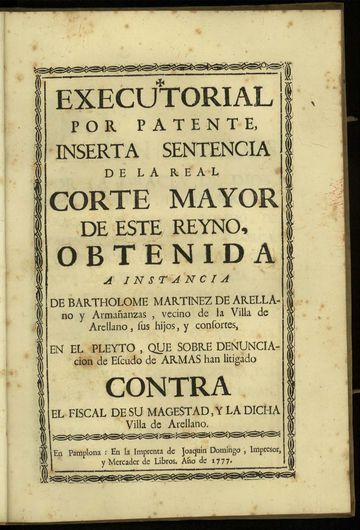 EXECUTORIAL
POR PATENTE,
INSERTA SENTENCIA
DE LA REAL
CORTE MAYOR
DE ESTE REYNO,
OBTENIDA
A INSTANCIA
DE BARTHOLOME MARTINEZ DE ARELLA-
no y Armañanzas, vecino de la Villa de
Arellano, sus hijos, y consortes,
EN EL PLEYTO, QUE SOBRE DENUNCIA-
cion de Escudo de ARMAS han litigado
CONTRA
EL FISCAL DE SU MAGESTAD, Y LA DICHA
Villa de Arellano.
En Pamplona: En la Imprenta de Joaquin Domingo, Impresor,
y Mercader de Libros. Año de 1777.